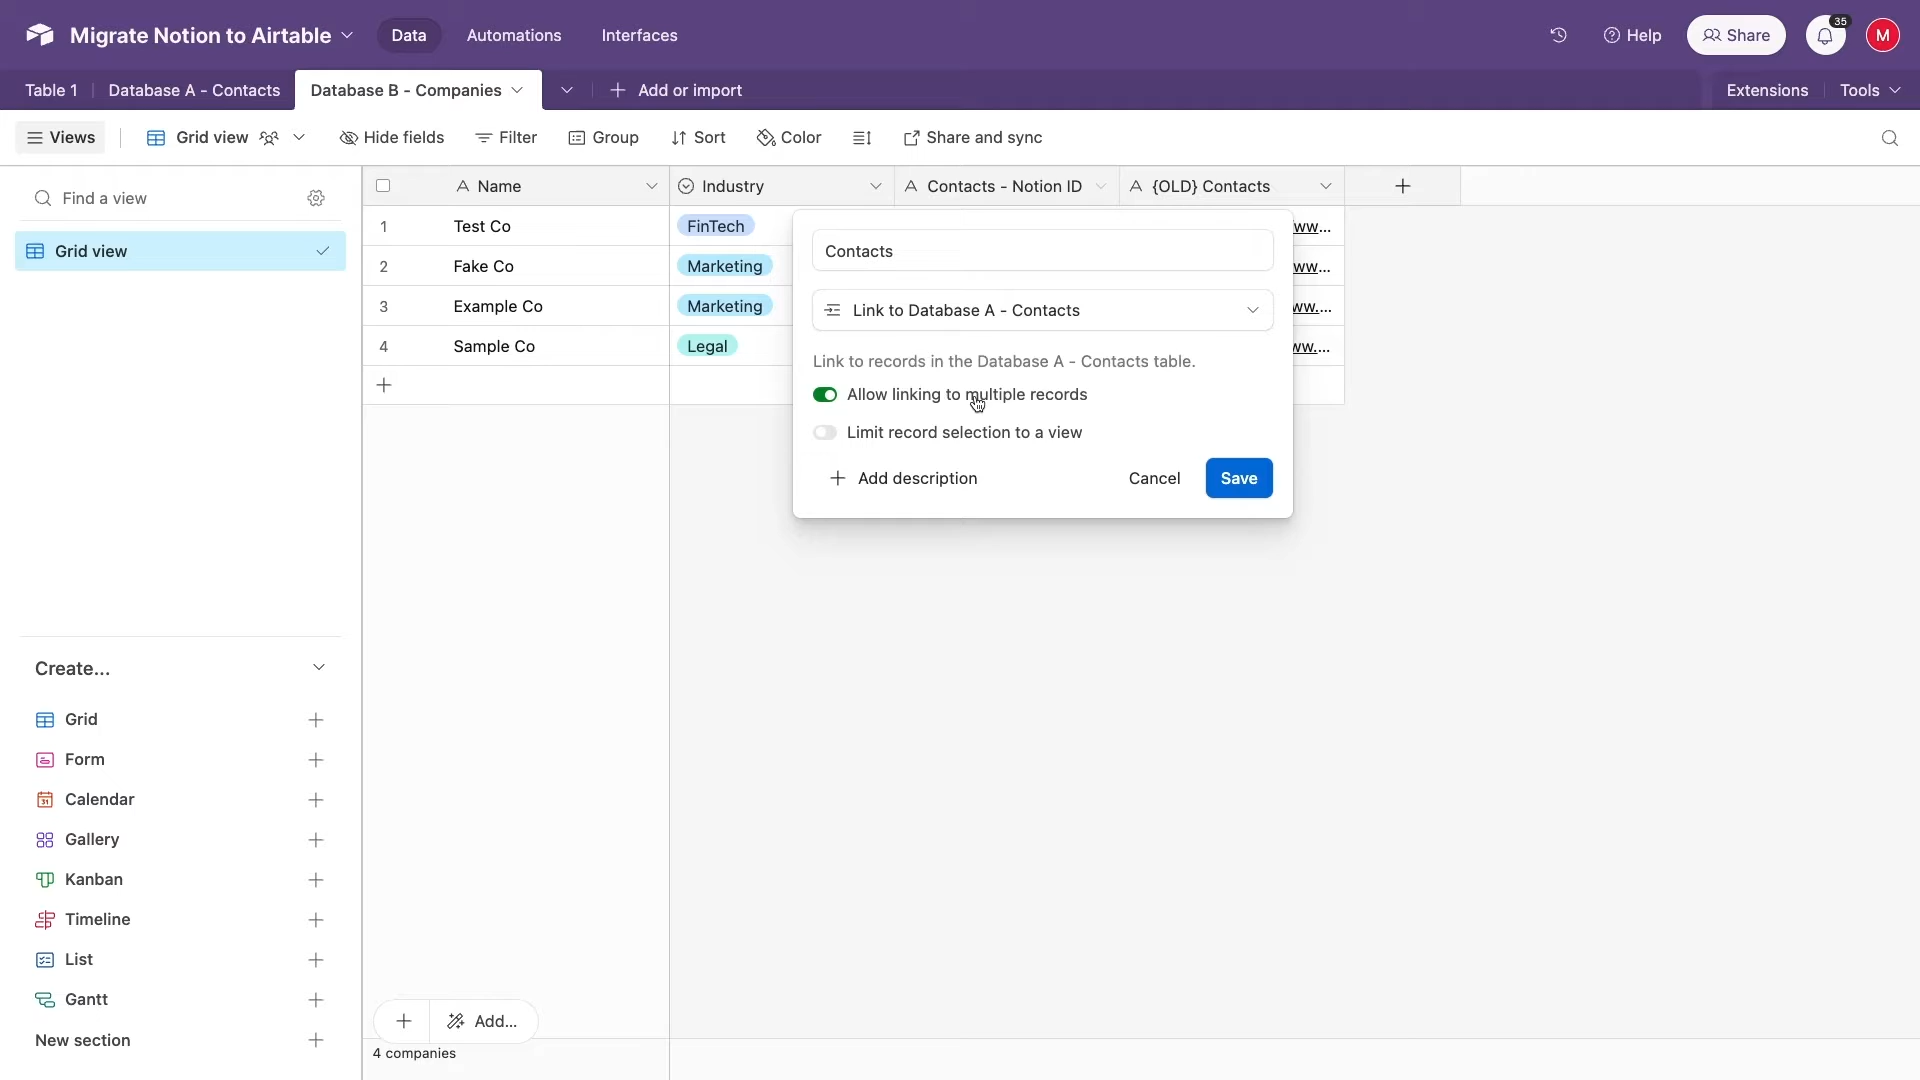 Migrate Notion to Airtable
Data
Automations
Interfaces
Help
Share
35
M
Table 1
Database A - Contacts
Database B - Companies
Add or import
Extensions
Tools
Views
Grid view
Hide fields
Filter
Group
Sort
Color
Share and sync
Find a view
Grid view
Name
Industry
Contacts - Notion ID
{OLD} Contacts
1 Test Co FinTech ww...
2 Fake Co Marketing ww...
3 Example Co Marketing ww...
4 Sample Co Legal ww...
Contacts
Link to Database A - Contacts
Link to records in the Database A - Contacts table.
Allow linking to multiple records
Limit record selection to a view
Add description
Cancel
Save
Create...
Grid
Form
31
Calendar
Gallery
Kanban
Timeline
List
Gantt
New section
Add...
4 companies